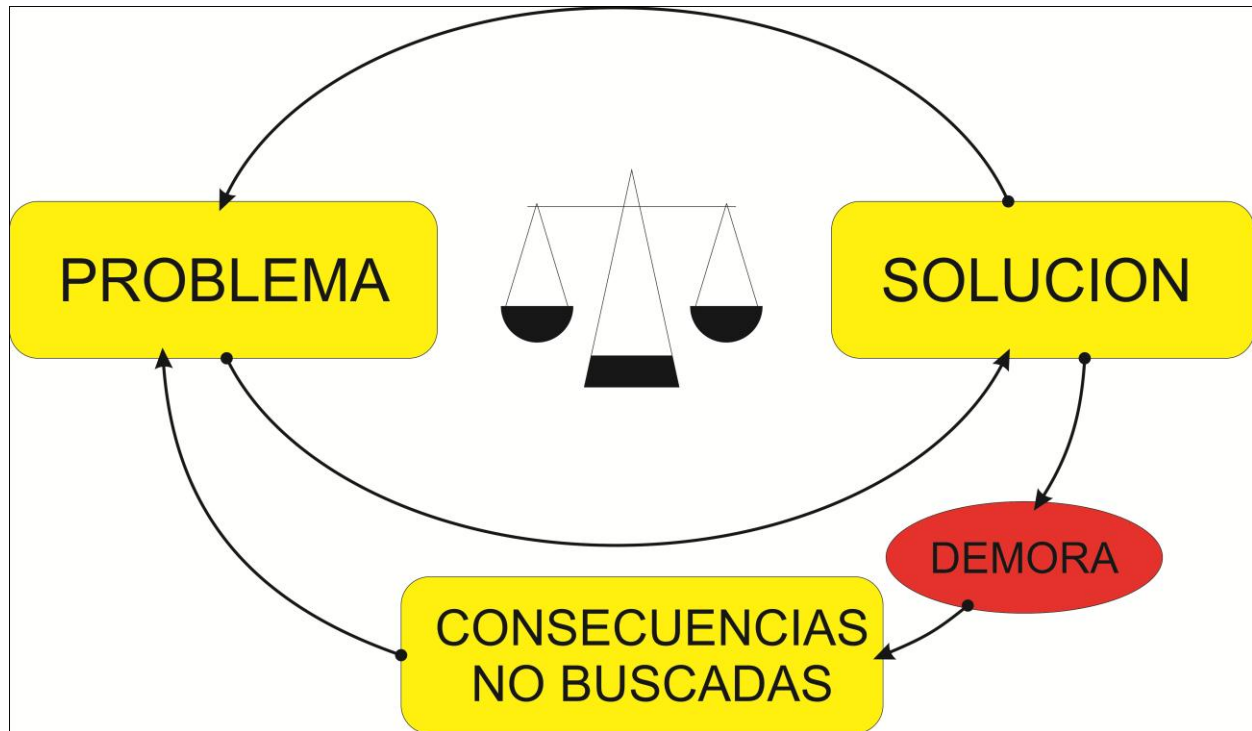 PROBLEMA
SOLUCION
DEMORA
CONSECUENCIAS
NO BUSCADAS